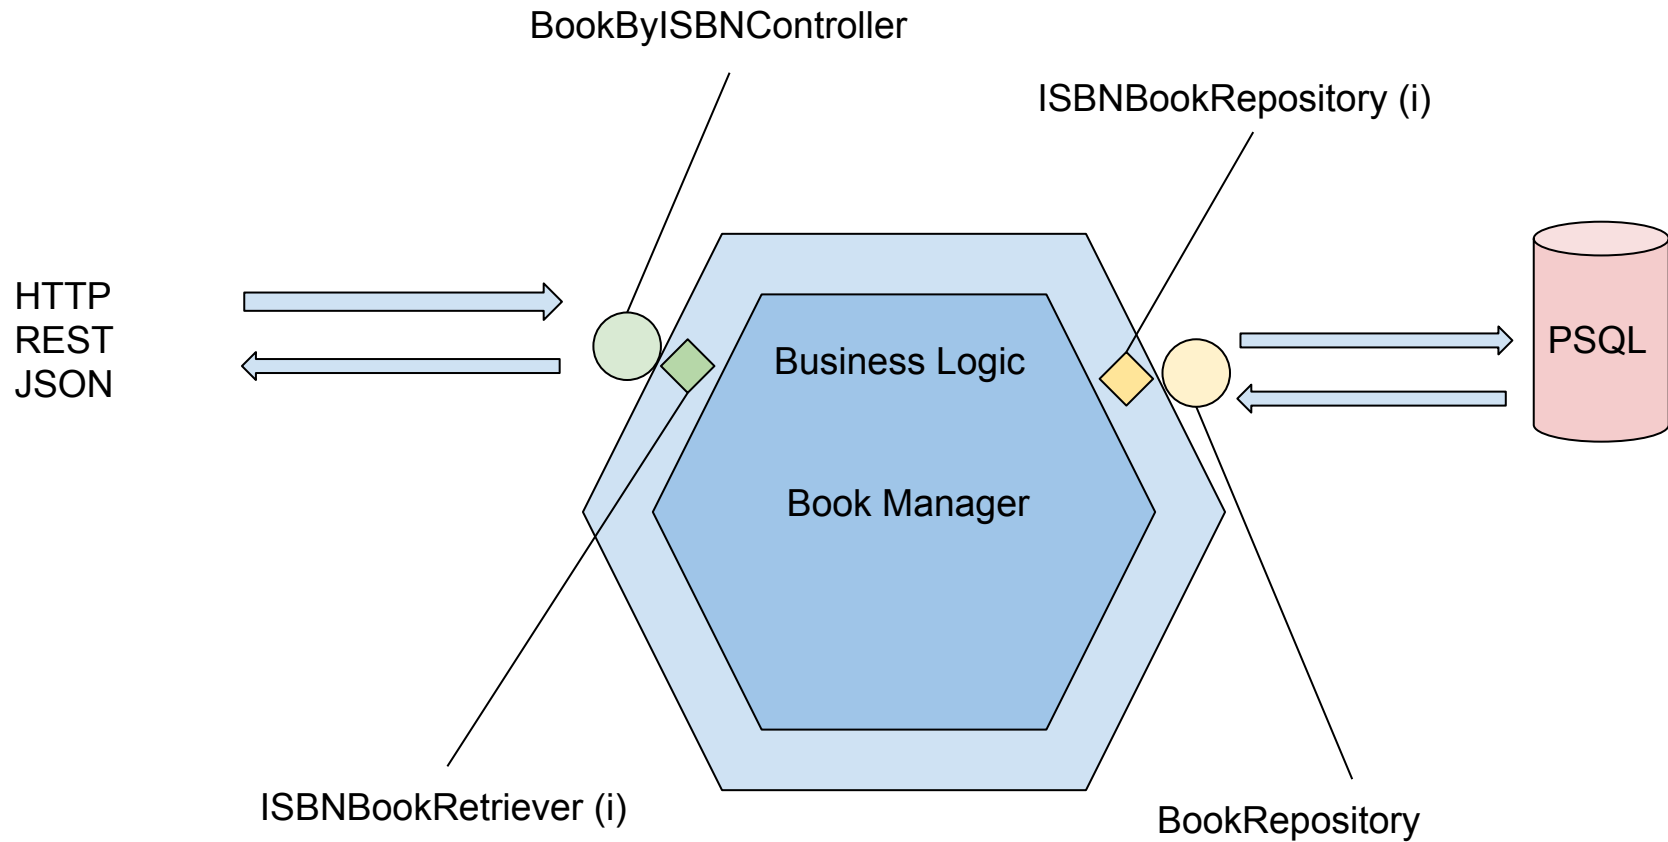 BookByISBNController
ISBNBookRepository (i)
HTTP
REST
JSON
Business Logic
Book Manager
PSQL
ISBNBookRetriever (i)
BookRepository